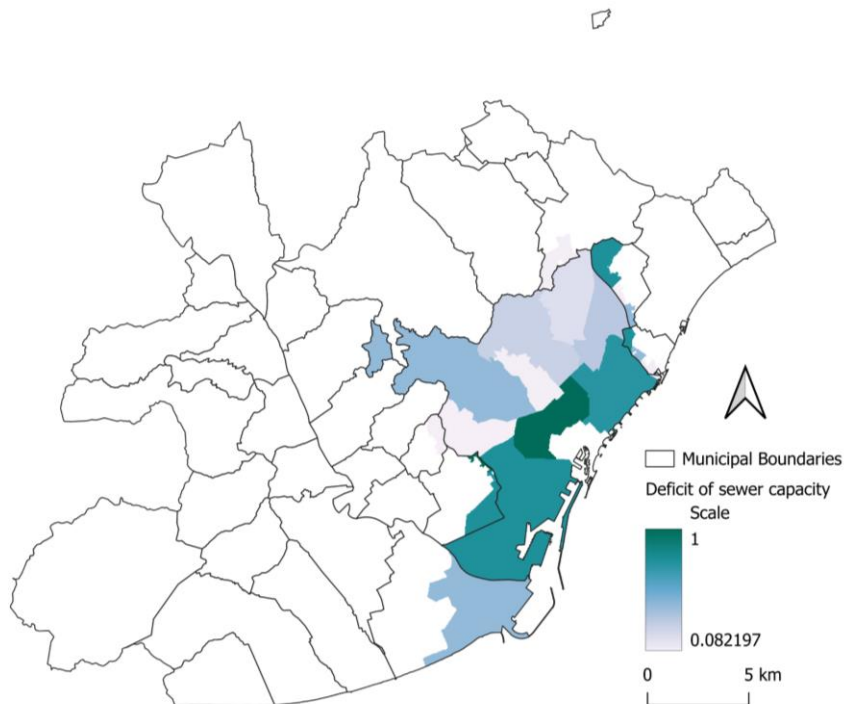 Municipal Boundaries
Deficit of sewer capacity
Scale
1
0.082197
0 5 km